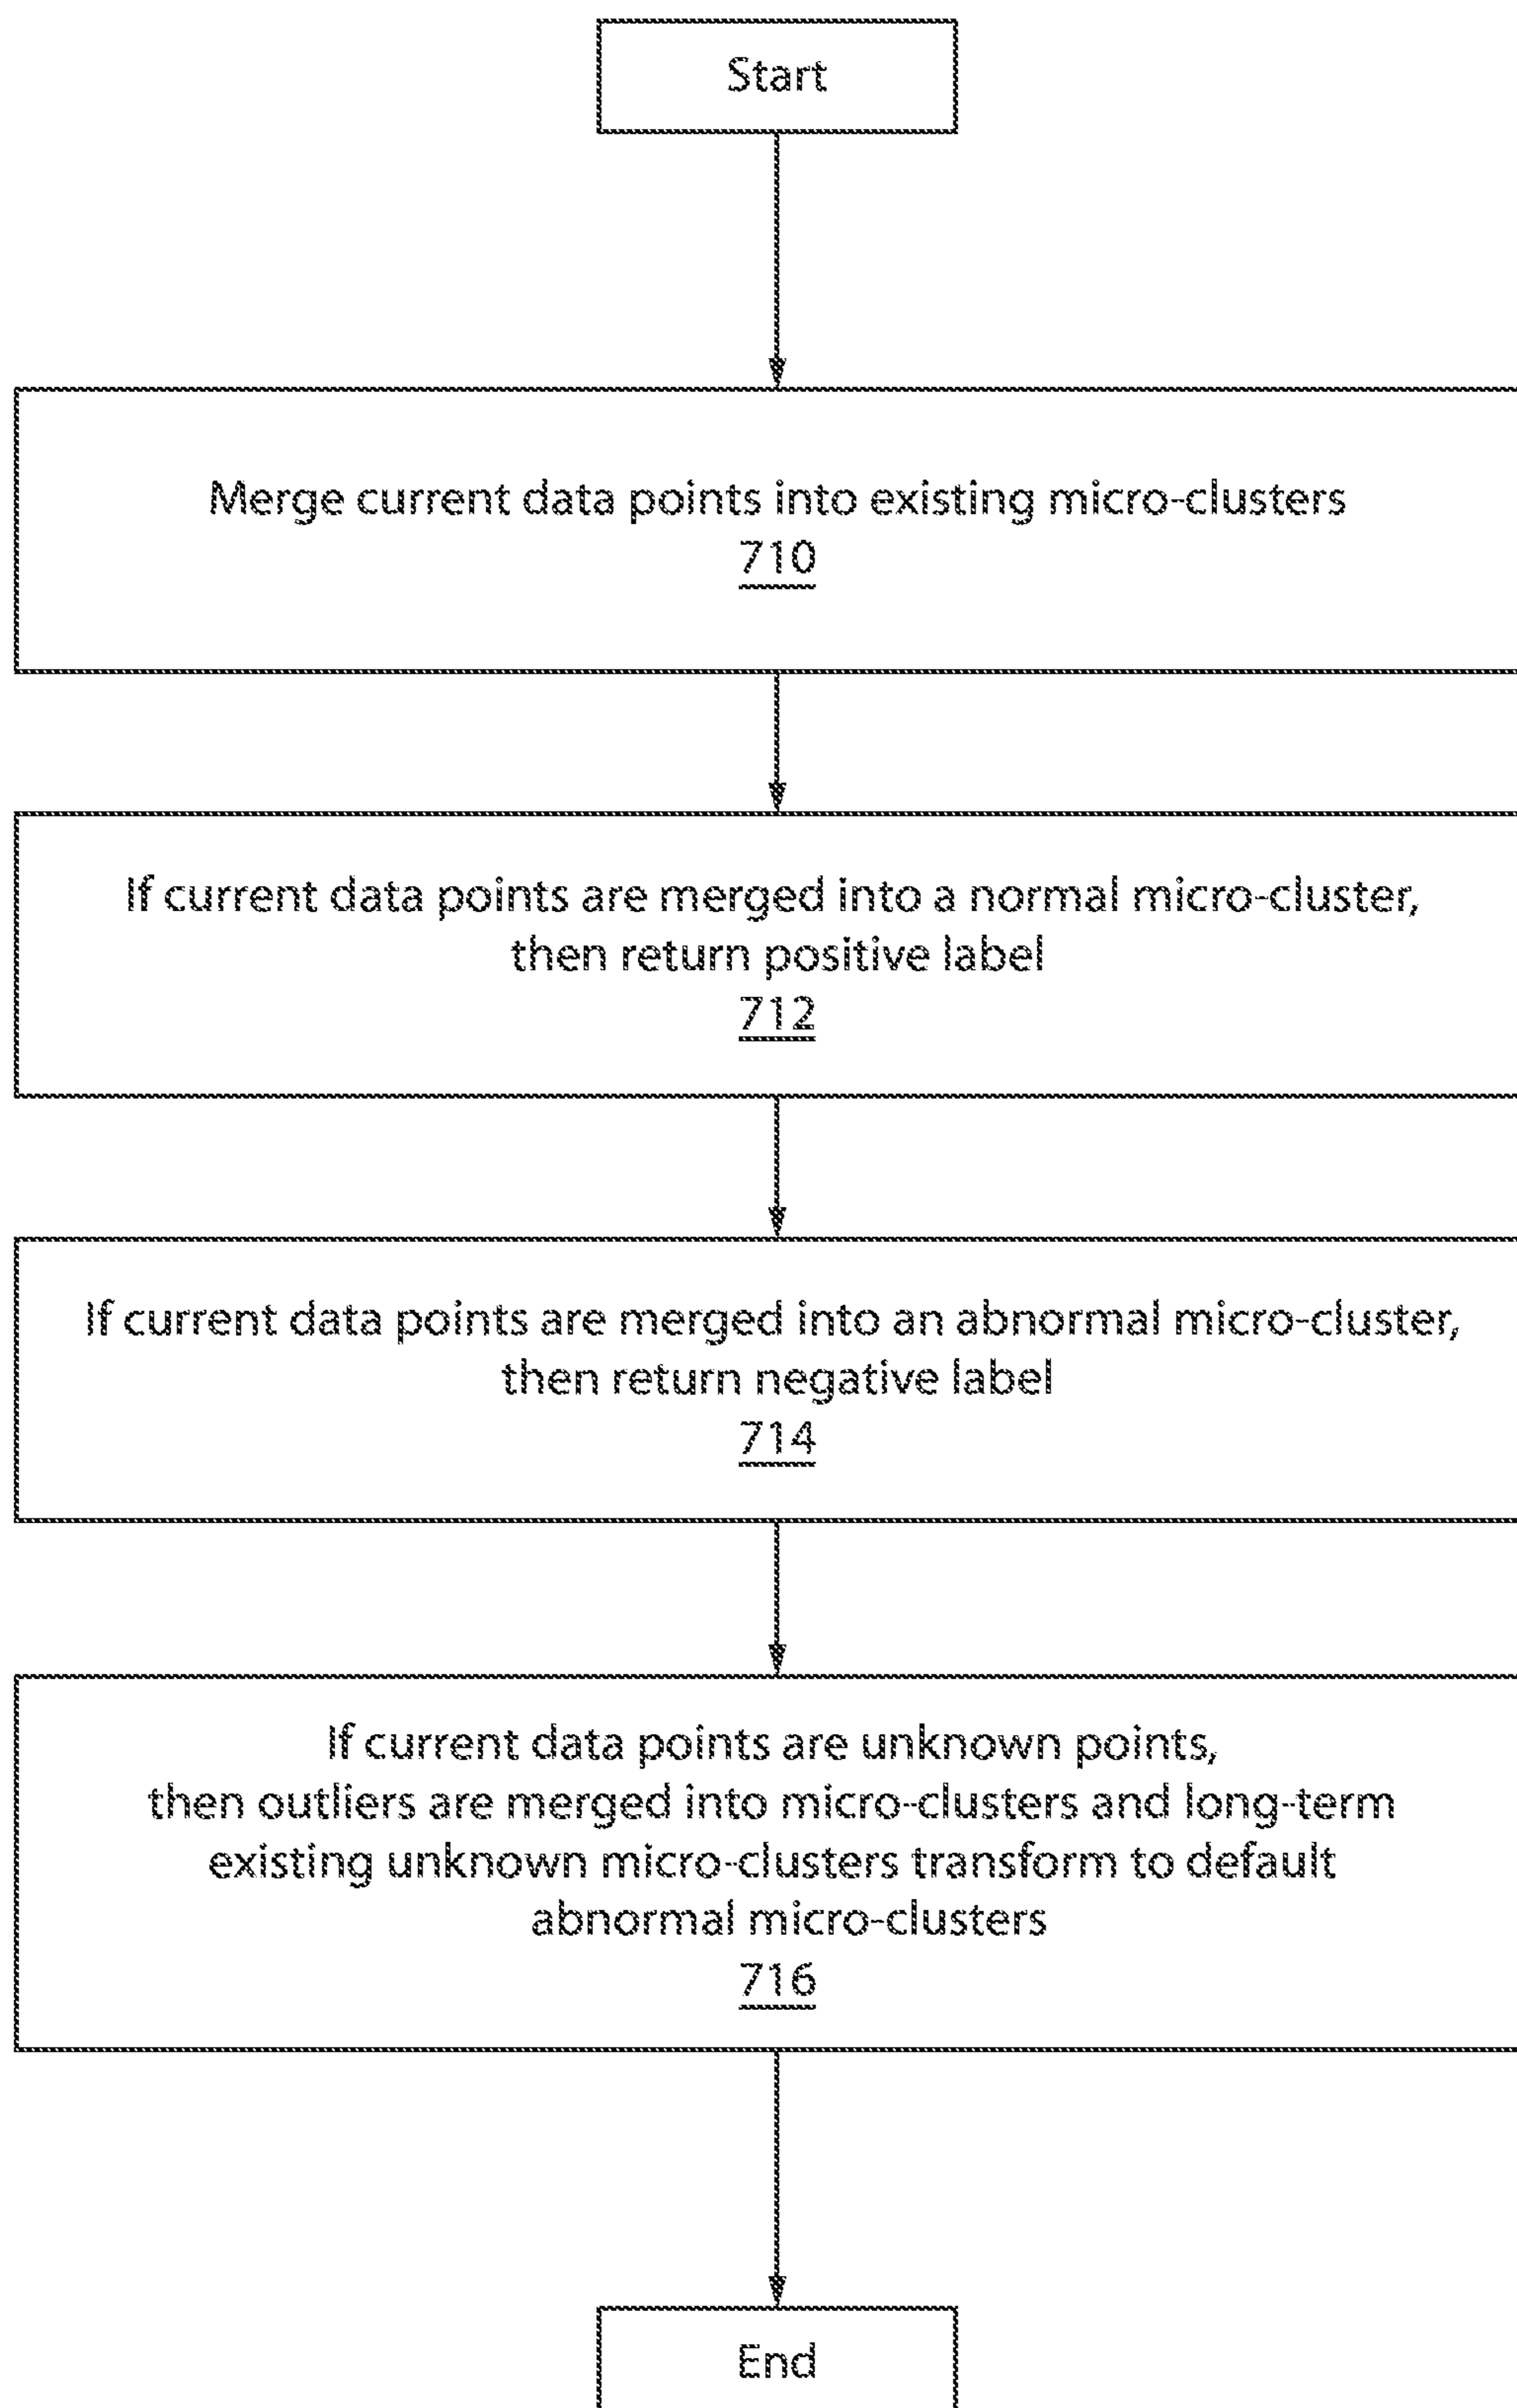 Start
Merge current data points into existing micro-clusters
710
If current data points are merged into a normal micro-cluster,
then return positive label
712
If current data points are merged into an abnormal micro-cluster,
then return negative label
714
If current data points are unknown points,
then outliers are merged into micro-clusters and long-term
existing unknown micro-clusters transform to default
abnormal micro-clusters
716
End